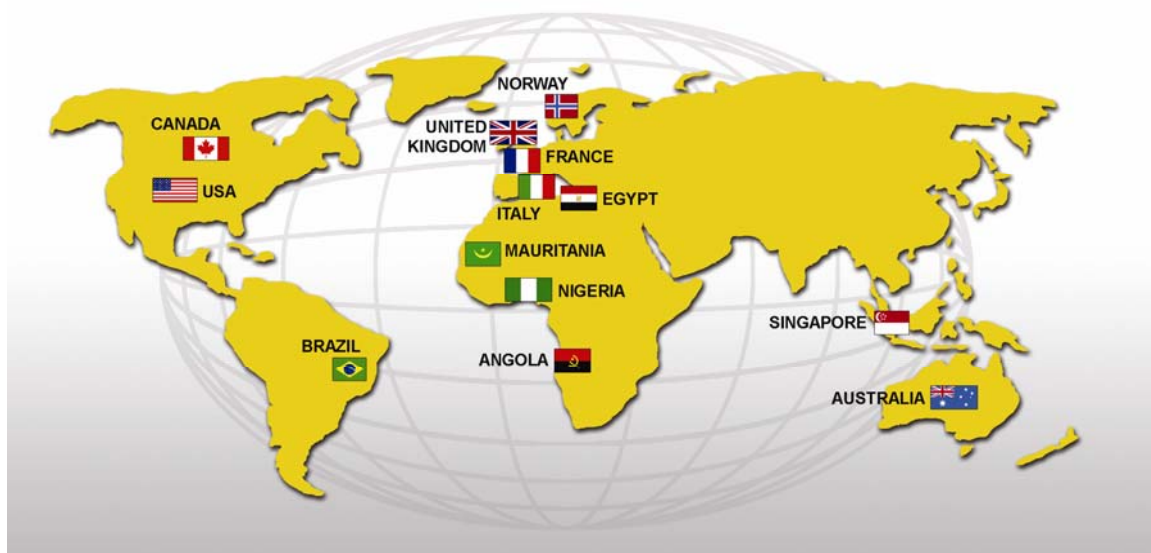 NORWAY
CANADA
UNITED
KINGDOM
FRANCE
USA
ITALY
EGYPT
MAURITANIA
NIGERIA
SINGAPORE
BRAZIL
ANGOLA
AUSTRALIA